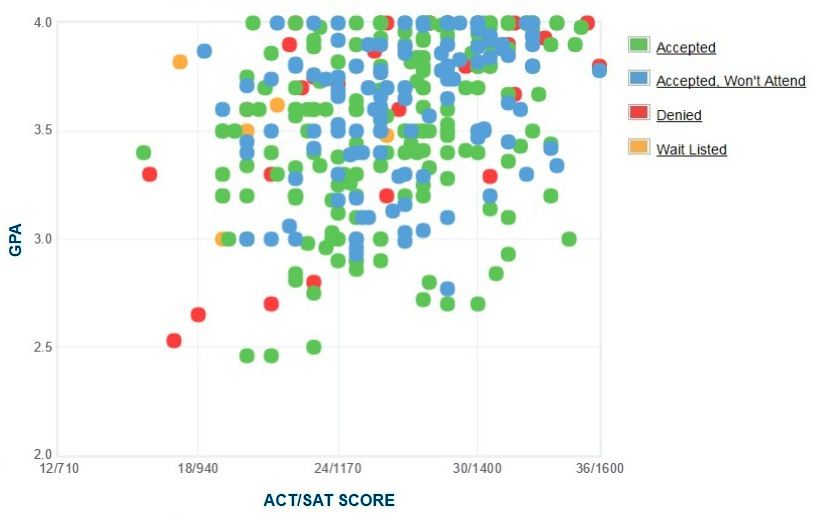 4.0
3.5
3.0
2.5
2.0
GPA
12/710
18/940
24/1170
30/1400
36/1600
ACT/SAT SCORE
Accepted
Accepted, Won't Attend
Denied
Wait Listed